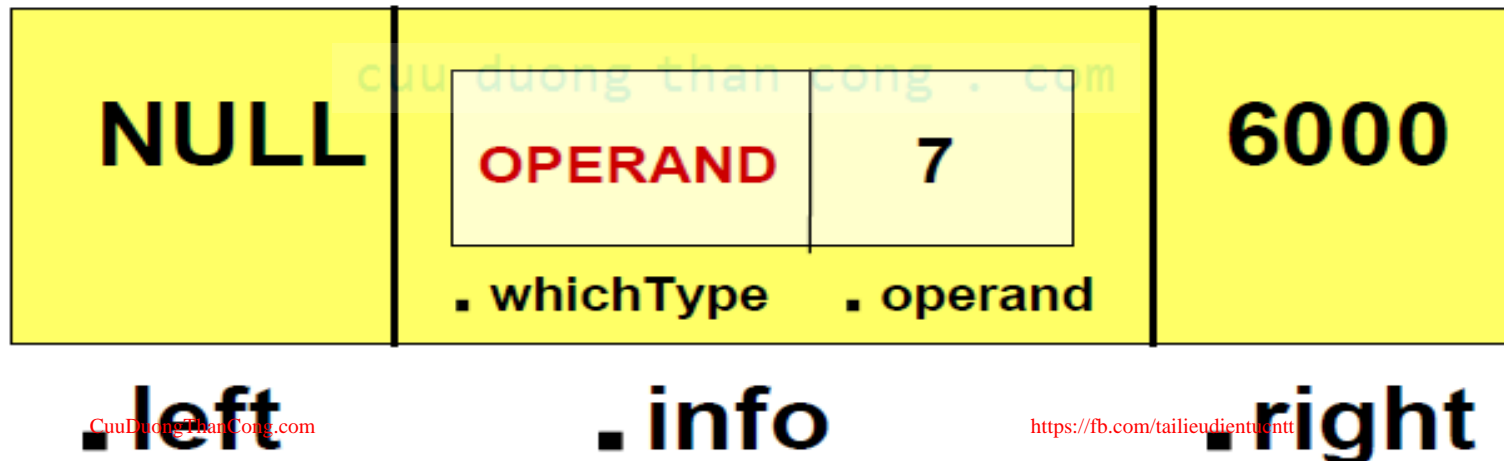 cuu duong than cong . com
NULL
OPERAND 7
6000
. whichType . operand
.left .info .right
CuuDuongThanCong.com https://fb.com/tailieudientucntt